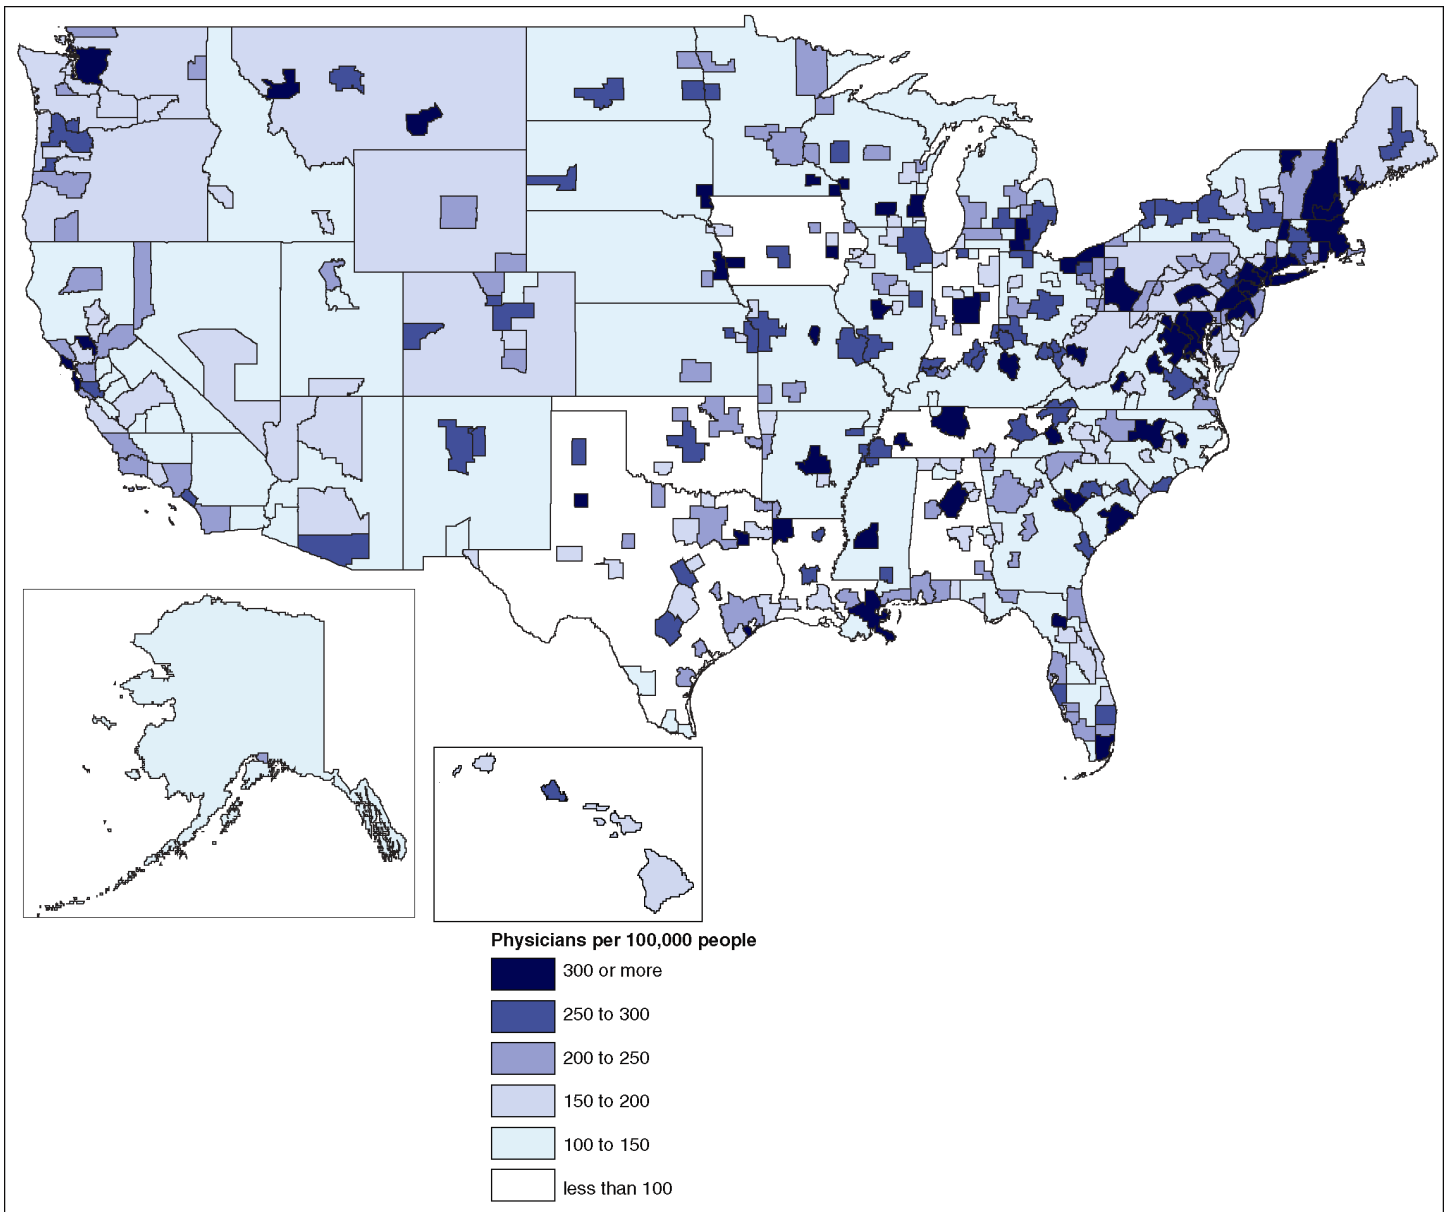 Physicians per 100,000 people
300 or more
250 to 300
200 to 250
150 to 200
100 to 150
less than 100